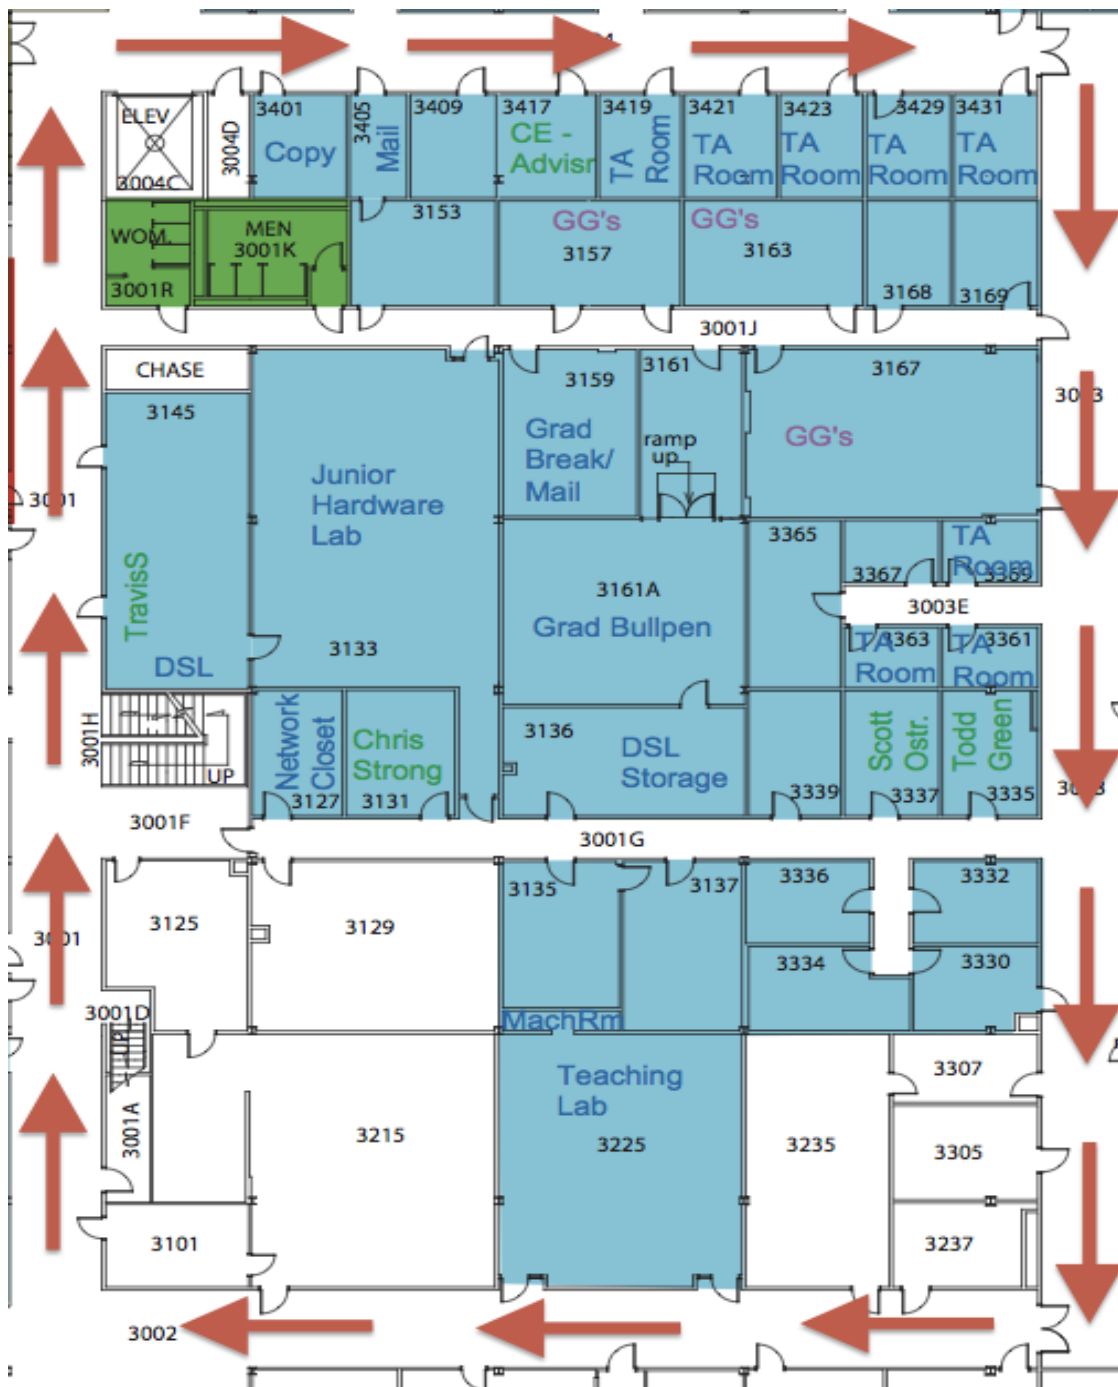 ELEV
3004C
3004D
3401
Copy
3405
Mail
3409
3417
CE -
Advisr
3419
TA
Room
3421
TA
Room
3423
TA
Room
3429
TA
Room
3431
TA
Room
WOM.
3001R
MEN
3001K
3153
GG's
3157
GG's
3163
3168
3169
3001J
CHASE
3145
TravisS
DSL
Junior
Hardware
Lab
3133
3159
Grad
Break/
Mail
3161
ramp
up
3167
GG's
3001
3161A
Grad Bullpen
3365
3367
TA
Room
3369
3003E
3363
TA
Room
3361
TA
Room
3001H
UP
Network
Closet
3127
Chris
Strong
3131
3136
DSL
Storage
3339
Scott
Ostr.
3337
Todd
Green
3335
3001F
3001G
3125
3129
3135
3137
3336
3332
3334
3330
3001
3001D
UP
MachRm
3001A
3215
Teaching
Lab
3225
3235
3307
3305
3237
3101
3002